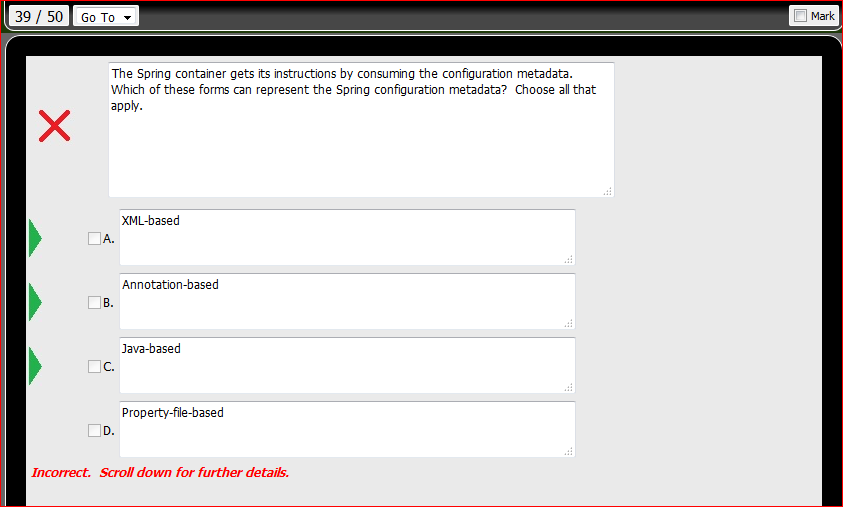 39 / 50 Go To Mark
The Spring container gets its instructions by consuming the configuration metadata.
Which of these forms can represent the Spring configuration metadata?  Choose all that
apply.
A. XML-based
B. Annotation-based
C. Java-based
D. Property-file-based
Incorrect.  Scroll down for further details.